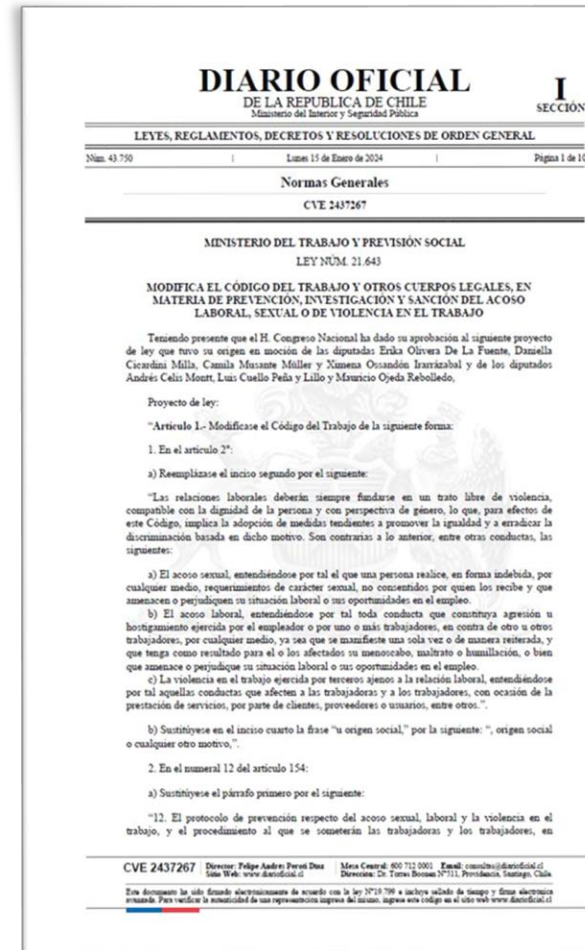 DIARIO OFICIAL
DE LA REPUBLICA DE CHILE
Ministerio del Interior y Seguridad Pública
I
SECCIÓN
LEYES, REGLAMENTOS, DECRETOS Y RESOLUCIONES DE ORDEN GENERAL
Núm. 43.750 | Lunes 15 de Enero de 2024 | Página 1 de 10
Normas Generales
CVE 2437267
MINISTERIO DEL TRABAJO Y PREVISIÓN SOCIAL
LEY NÚM. 21.643
MODIFICA EL CÓDIGO DEL TRABAJO Y OTROS CUERPOS LEGALES, EN
MATERIA DE PREVENCIÓN, INVESTIGACIÓN Y SANCIÓN DEL ACOSO
LABORAL, SEXUAL O DE VIOLENCIA EN EL TRABAJO
Teniendo presente que el H. Congreso Nacional ha dado su aprobación al siguiente proyecto
de ley que tuvo su origen en moción de las diputadas Erika Olivera De La Fuente, Daniella
Cicardini Milla, Camila Musante Müller y Ximena Ossandón Irarrázabal y de los diputados
Andrés Celis Montt, Luis Cuello Peña y Lillo y Mauricio Ojeda Rebolledo,
Proyecto de ley:
"Artículo 1.- Modifícase el Código del Trabajo de la siguiente forma:
1. En el artículo 2°:
a) Reemplázase el inciso segundo por el siguiente:
"Las relaciones laborales deberán siempre fundarse en un trato libre de violencia,
compatible con la dignidad de la persona y con perspectiva de género, lo que, para efectos de
este Código, implica la adopción de medidas tendientes a promover la igualdad y a erradicar la
discriminación basada en dicho motivo. Son contrarias a lo anterior, entre otras conductas, las
siguientes:
a) El acoso sexual, entendiéndose por tal el que una persona realice, en forma indebida, por
cualquier medio, requerimientos de carácter sexual, no consentidos por quien los recibe y que
amenacen o perjudiquen su situación laboral o sus oportunidades en el empleo.
b) El acoso laboral, entendiéndose por tal toda conducta que constituya agresión u
hostigamiento ejercida por el empleador o por uno o más trabajadores, en contra de otro u otros
trabajadores, por cualquier medio, ya sea que se manifieste una sola vez o de manera reiterada, y
que tenga como resultado para el o los afectados su menoscabo, maltrato o humillación, o bien
que amenace o perjudique su situación laboral o sus oportunidades en el empleo.
c) La violencia en el trabajo ejercida por terceros ajenos a la relación laboral, entendiéndose
por tal aquellas conductas que afecten a las trabajadoras y a los trabajadores, con ocasión de la
prestación de servicios, por parte de clientes, proveedores o usuarios, entre otros.".
b) Sustitúyese en el inciso cuarto la frase "u origen social," por la siguiente: ", origen social
o cualquier otro motivo,".
2. En el numeral 12 del artículo 154:
a) Sustitúyese el párrafo primero por el siguiente:
"12. El protocolo de prevención respecto del acoso sexual, laboral y la violencia en el
trabajo, y el procedimiento al que se someterán las trabajadoras y los trabajadores, en
CVE 2437267 | Director: Felipe Andrés Peroti Díaz | Mesa Central: 600 712 0001 Email: consultas@diarioficial.cl
Sitio Web: www.diarioficial.cl | Dirección: Dr. Torres Boonen N°511, Providencia, Santiago, Chile.
Este documento ha sido firmado electrónicamente de acuerdo con la ley N°19.799 e incluye sellado de tiempo y firma electrónica
avanzada. Para verificar la autenticidad de una representación impresa del mismo, ingrese este código en el sitio web www.diarioficial.cl